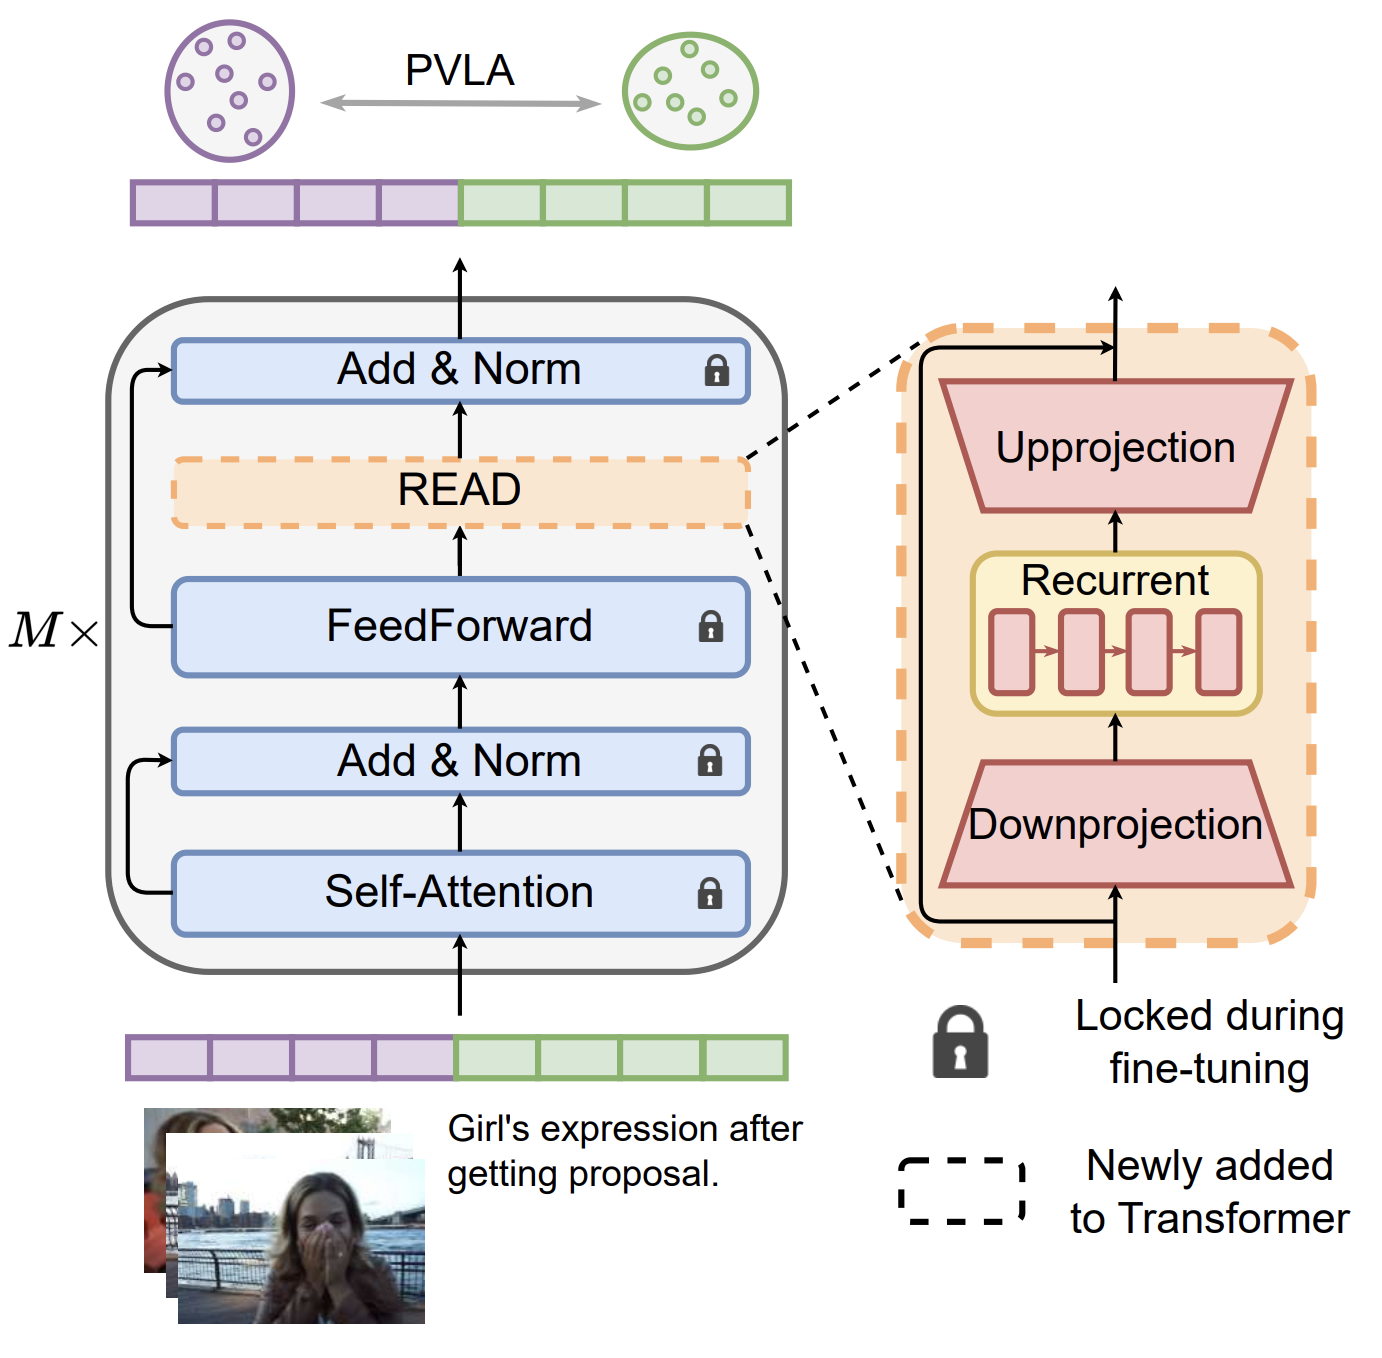 PVLA
Add & Norm
READ
FeedForward
M×
Add & Norm
Self-Attention
Girl's expression after
getting proposal.
Upprojection
Recurrent
Downprojection
Locked during
fine-tuning
Newly added
to Transformer